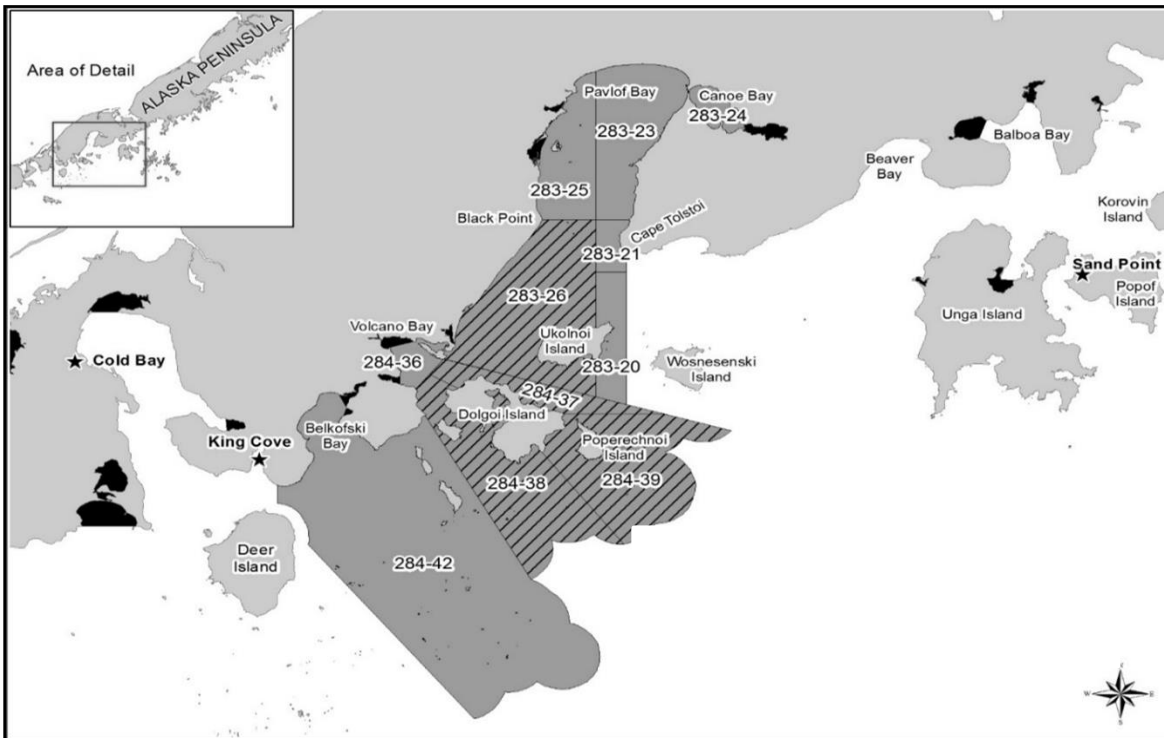 Area of Detail
ALASKA PENINSULA
Pavlof Bay
Canoe Bay
283-24
283-23
Balboa Bay
Beaver
Bay
283-25
Korovin
Island
Black Point
Cape Tolstoi
283-21
Sand Point
Popof
Island
283-26
Unga Island
Volcano Bay
Ukolnoi
Island
Cold Bay
284-36
283-20
Wosnesenski
Island
284-37
Dolgoi Island
Belkofski
Bay
King Cove
Poperechnoi
Island
284-38
284-39
Deer
Island
284-42
W
E